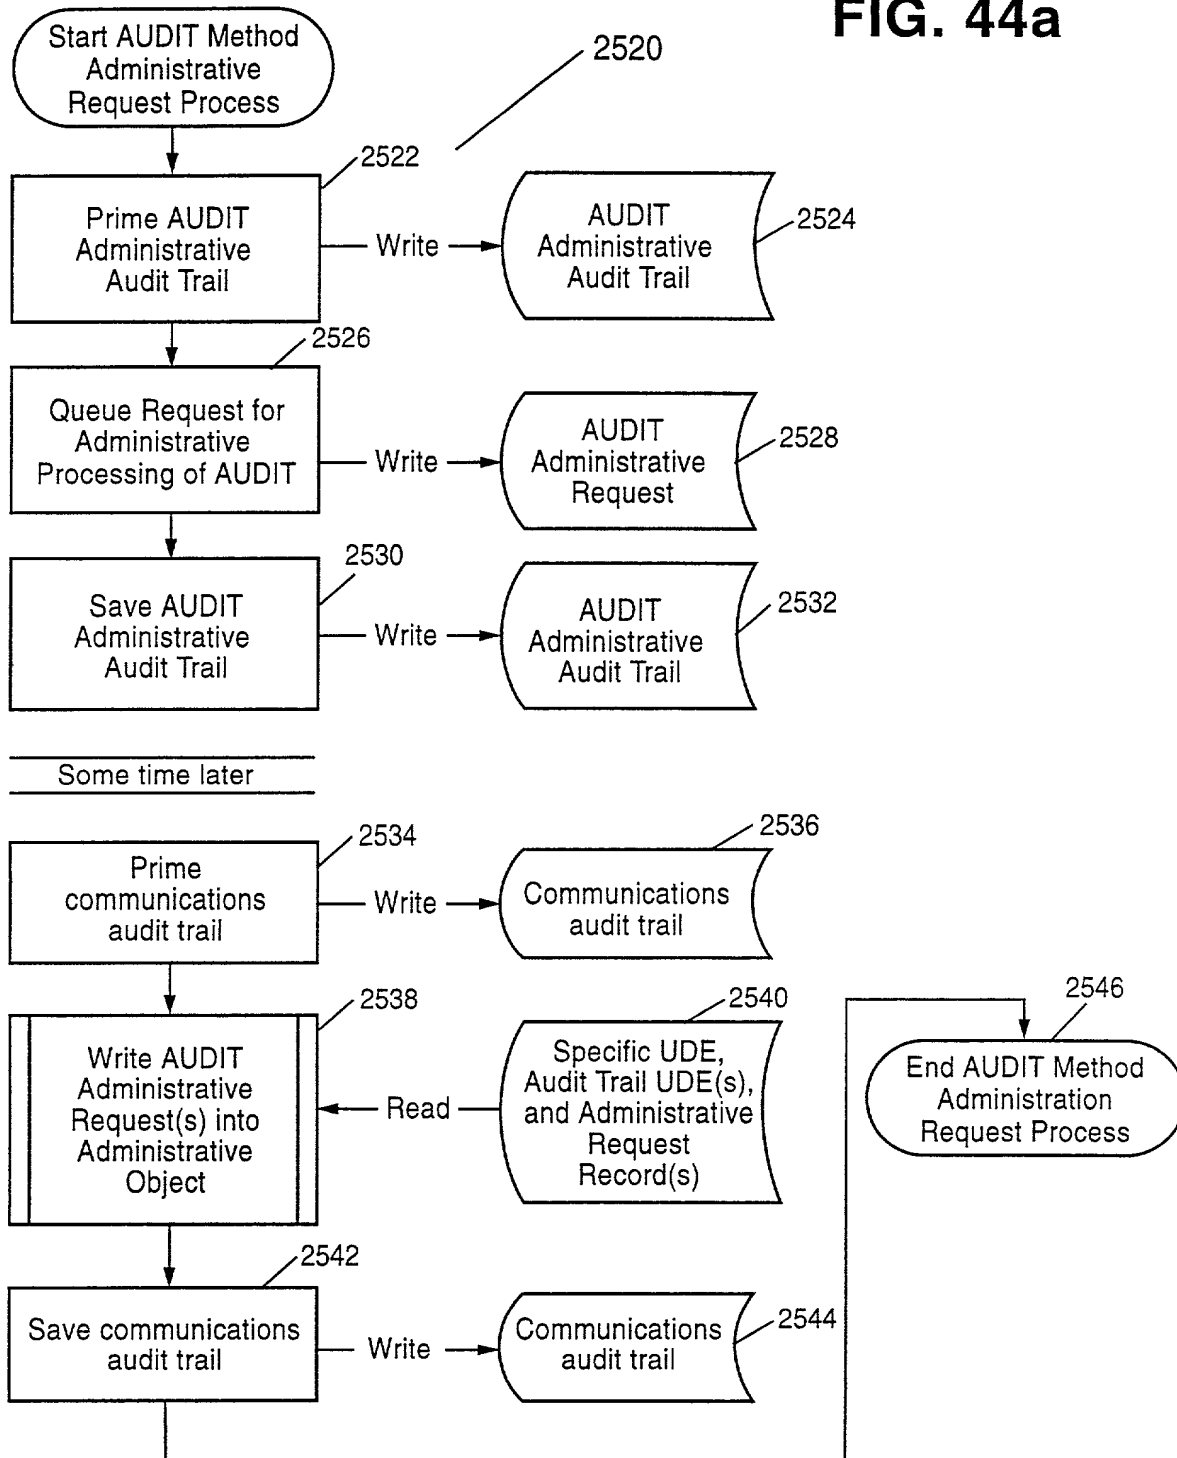 FIG. 44a
Start AUDIT Method
Administrative
Request Process
2520
2522
Prime AUDIT
Administrative
Audit Trail
Write
AUDIT
Administrative
Audit Trail
2524
2526
Queue Request for
Administrative
Processing of AUDIT
Write
AUDIT
Administrative
Request
2528
2530
Save AUDIT
Administrative
Audit Trail
Write
AUDIT
Administrative
Audit Trail
2532
Some time later
2534
Prime
communications
audit trail
Write
2536
Communications
audit trail
2538
Write AUDIT
Administrative
Request(s) into
Administrative
Object
Read
2540
Specific UDE,
Audit Trail UDE(s),
and Administrative
Request
Record(s)
2542
Save communications
audit trail
Write
Communications
audit trail
2544
2546
End AUDIT Method
Administration
Request Process